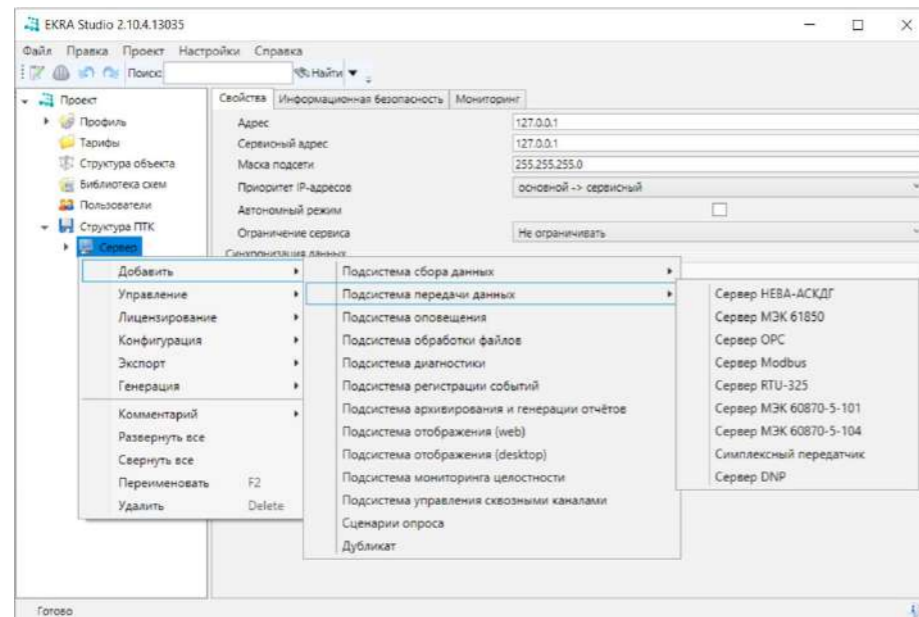 EKRA Studio 2.10.4.13035
Файл Правка Проект Настройки Справка
Поиск: Найти
Проект
Профиль
Тарифы
Структура объекта
Библиотека схем
Пользователи
Структура ПТК
Сервер
Свойства Информационная безопасность Мониторинг
Адрес 127.0.0.1
Сервисный адрес 127.0.0.1
Маска подсети 255.255.255.0
Приоритет IP-адресов основной -> сервисный
Автономный режим
Ограничение сервиса Не ограничивать
Синхронизация данных
Добавить
Управление
Лицензирование
Конфигурация
Экспорт
Генерация
Комментарий
Развернуть все
Свернуть все
Переименовать F2
Удалить Delete
Подсистема сбора данных
Подсистема передачи данных
Подсистема оповещения
Подсистема обработки файлов
Подсистема диагностики
Подсистема регистрации событий
Подсистема архивирования и генерации отчётов
Подсистема отображения (web)
Подсистема отображения (desktop)
Подсистема мониторинга целостности
Подсистема управления сквозными каналами
Сценарии опроса
Дубликат
Сервер НЕВА-АСКДГ
Сервер МЭК 61850
Сервер OPC
Сервер Modbus
Сервер RTU-325
Сервер МЭК 60870-5-101
Сервер МЭК 60870-5-104
Симплексный передатчик
Сервер DNP
Готово